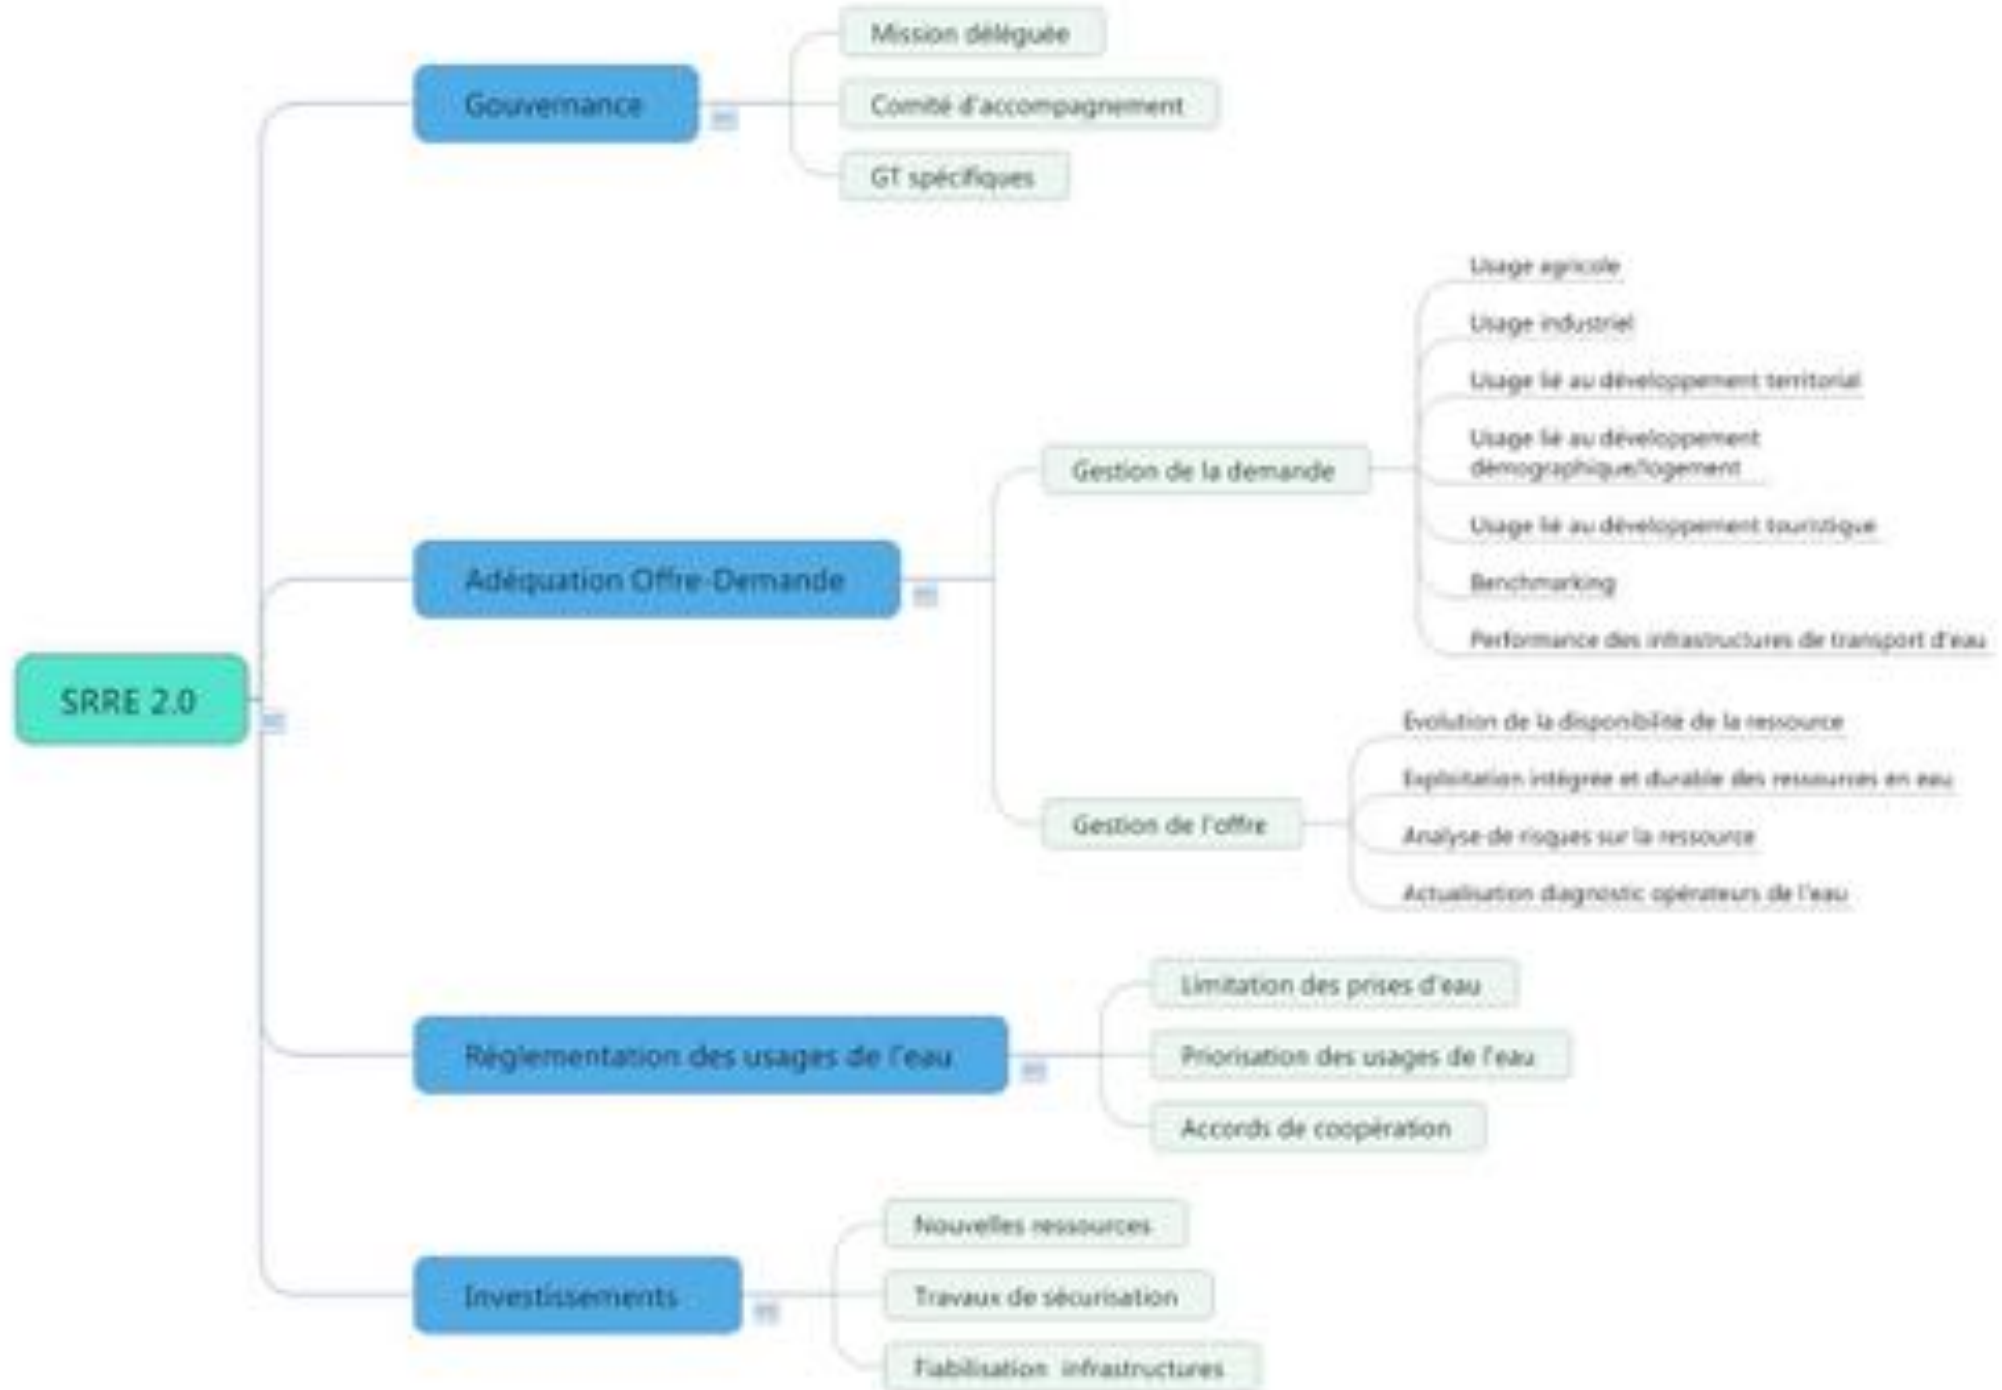 SRRE 2.0
Gouvernance
Mission déléguée
Comité d'accompagnement
GT spécifiques
Adéquation Offre-Demande
Gestion de la demande
Usage agricole
Usage industriel
Usage lié au développement territorial
Usage lié au développement
démographique/logement
Usage lié au développement touristique
Benchmarking
Performance des infrastructures de transport d'eau
Gestion de l'offre
Evolution de la disponibilité de la ressource
Exploitation intégrée et durable des ressources en eau
Analyse de risques sur la ressource
Actualisation diagnostic opérateurs de l'eau
Réglementation des usages de l'eau
Limitation des prises d'eau
Priorisation des usages de l'eau
Accords de coopération
Investissements
Nouvelles ressources
Travaux de sécurisation
Fiabilisation infrastructures